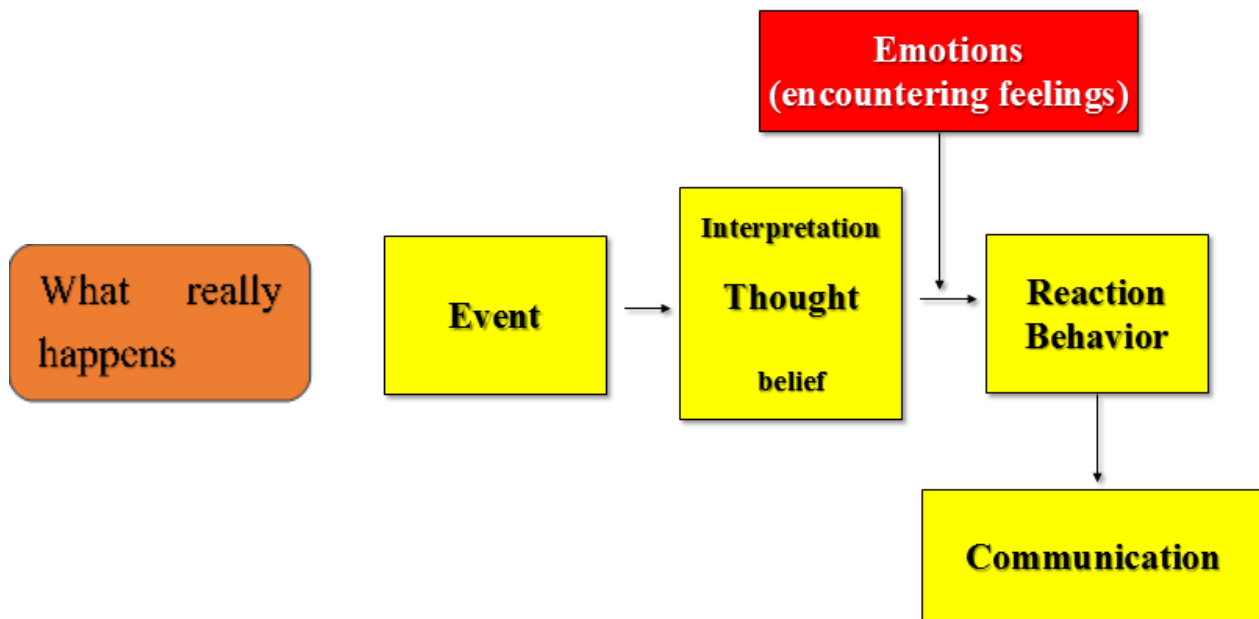 Emotions
(encountering feelings)
Interpretation
Thought
belief
What really
happens
Event
Reaction
Behavior
Communication